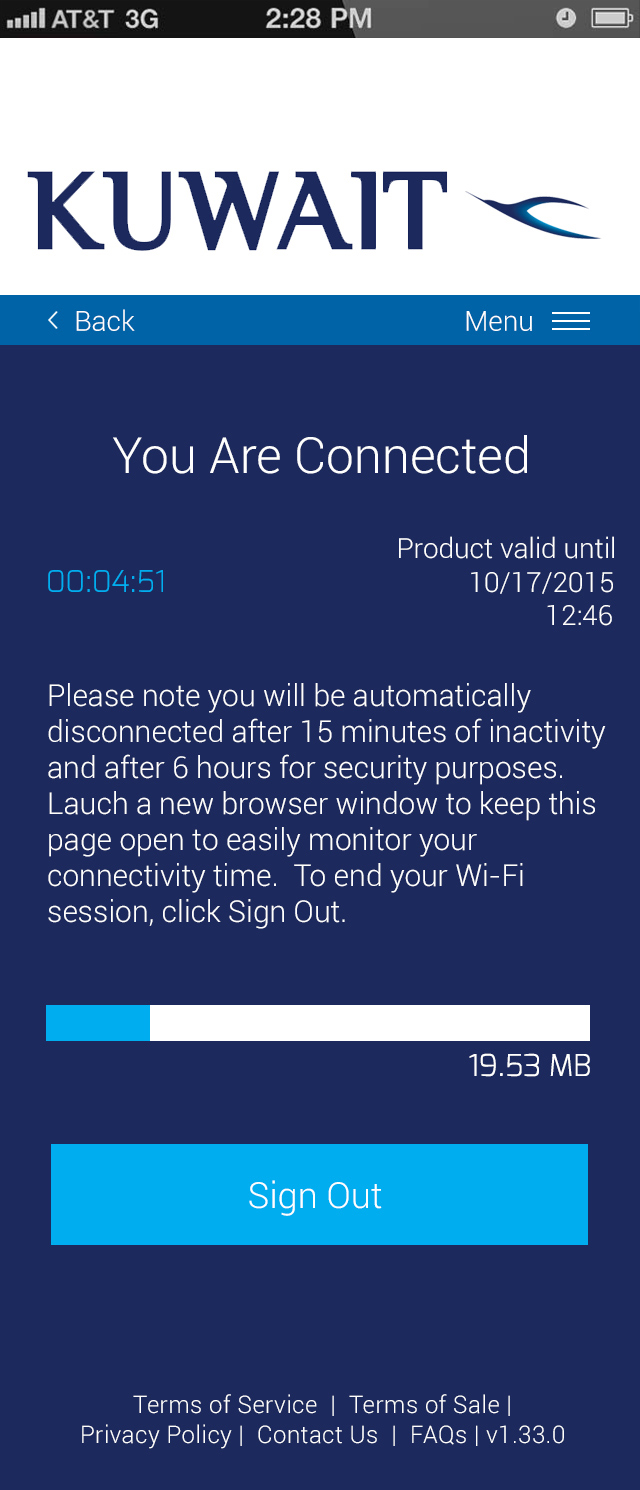 AT&T 3G 2:28 PM
KUWAIT
Back Menu
You Are Connected
Product valid until
00:04:51 10/17/2015
12:46
Please note you will be automatically
disconnected after 15 minutes of inactivity
and after 6 hours for security purposes.
Lauch a new browser window to keep this
page open to easily monitor your
connectivity time.  To end your Wi-Fi
session, click Sign Out.
19.53 MB
Sign Out
Terms of Service | Terms of Sale |
Privacy Policy | Contact Us | FAQs | v1.33.0